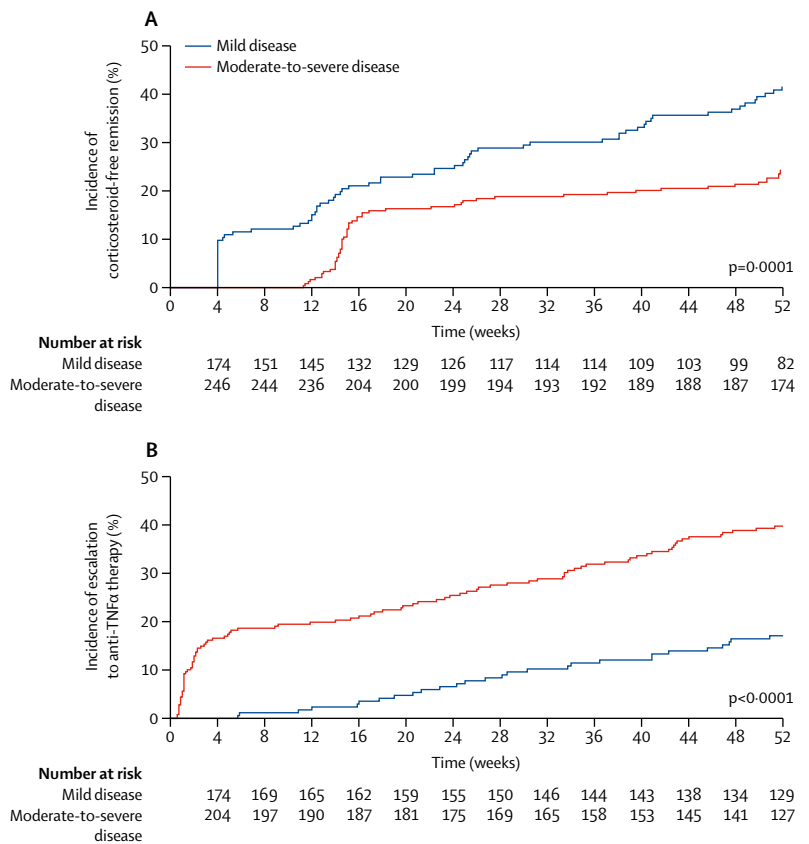 A
50
40
30
20
10
0
Incidence of
corticosteroid-free remission (%)
Mild disease
Moderate-to-severe disease
p=0·0001
0 4 8 12 16 20 24 28 32 36 40 44 48 52
Time (weeks)
Number at risk
Mild disease 174 151 145 132 129 126 117 114 114 109 103 99 82
Moderate-to-severe 246 244 236 204 200 199 194 193 192 189 188 187 174
disease
B
50
40
30
20
10
0
Incidence of escalation
to anti-TNFα therapy (%)
p<0·0001
0 4 8 12 16 20 24 28 32 36 40 44 48 52
Time (weeks)
Number at risk
Mild disease 174 169 165 162 159 155 150 146 144 143 138 134 129
Moderate-to-severe 204 197 190 187 181 175 169 165 158 153 145 141 127
disease